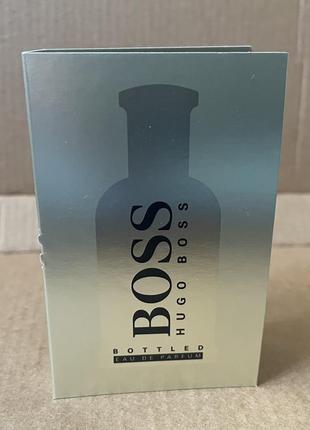 BOSS
HUGO BOSS
BOTTLED
EAU DE PARFUM